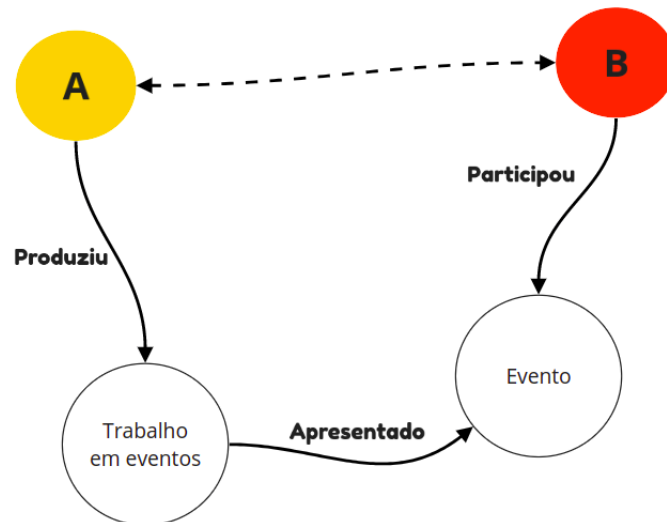 A
B
Participou
Produziu
Evento
Trabalho
em eventos
Apresentado